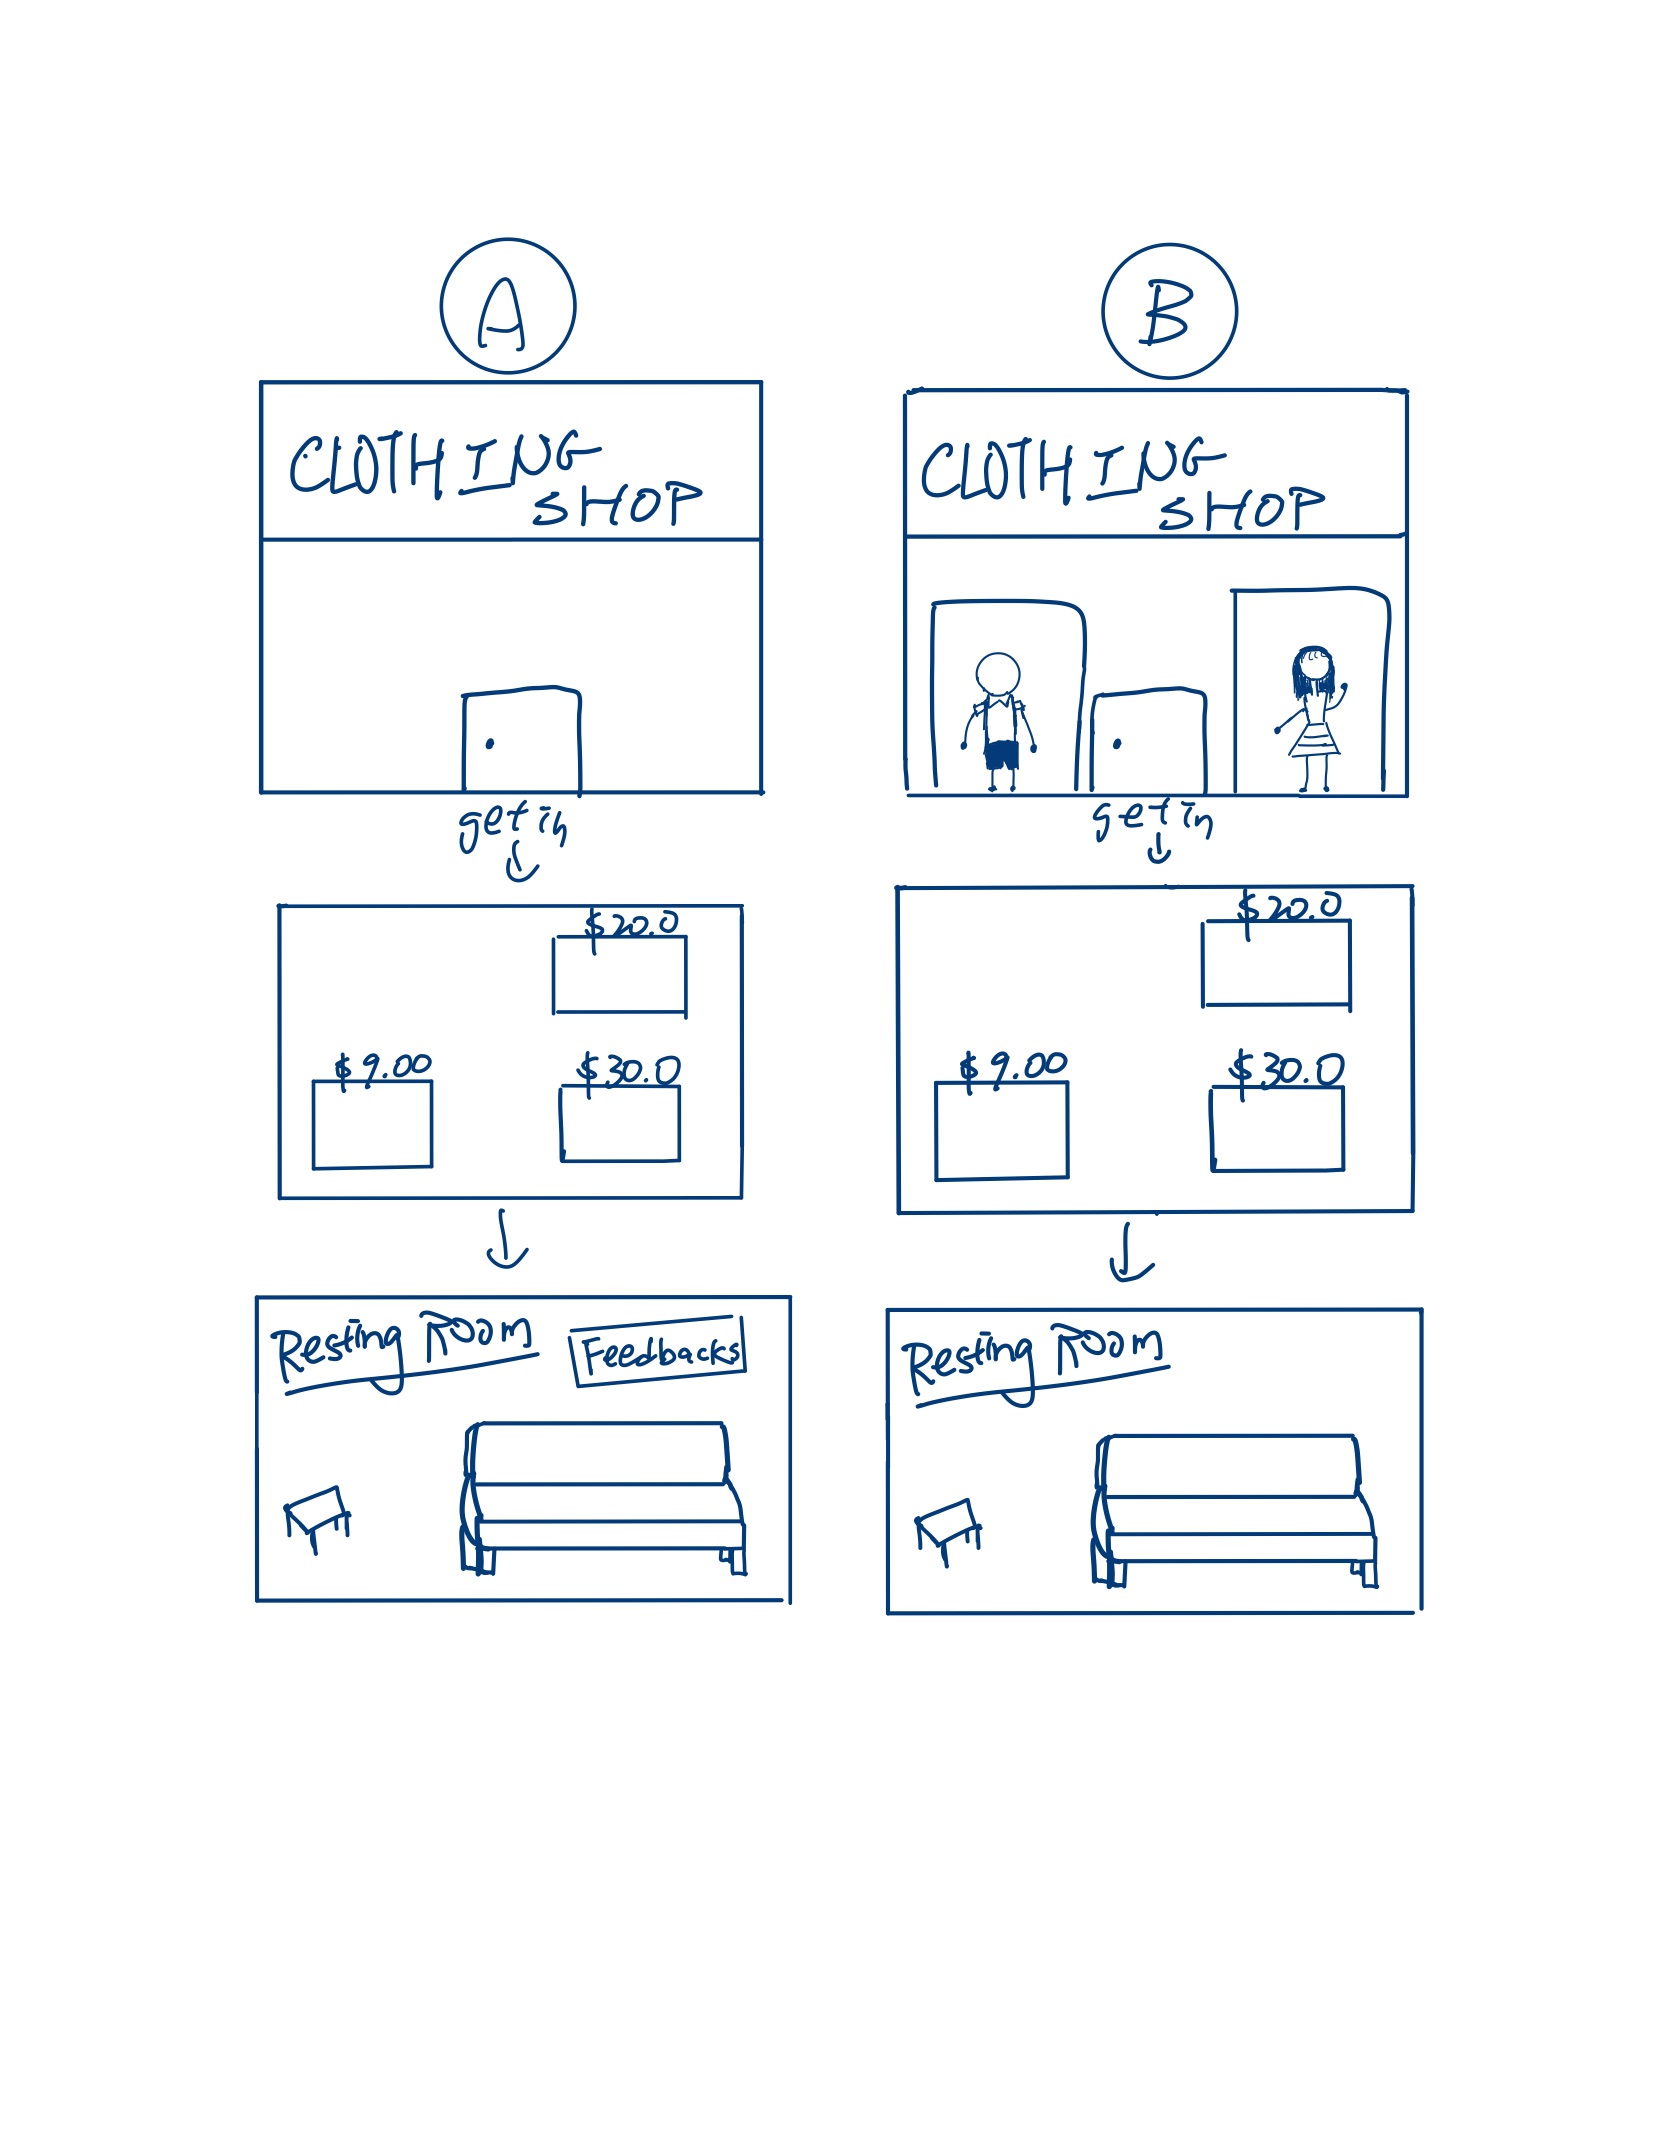 A
CLOTHING
SHOP
get in
$20.0
$9.00
$30.0
Resting Room
Feedbacks
B
CLOTHING
SHOP
get in
$20.0
$9.00
$30.0
Resting Room